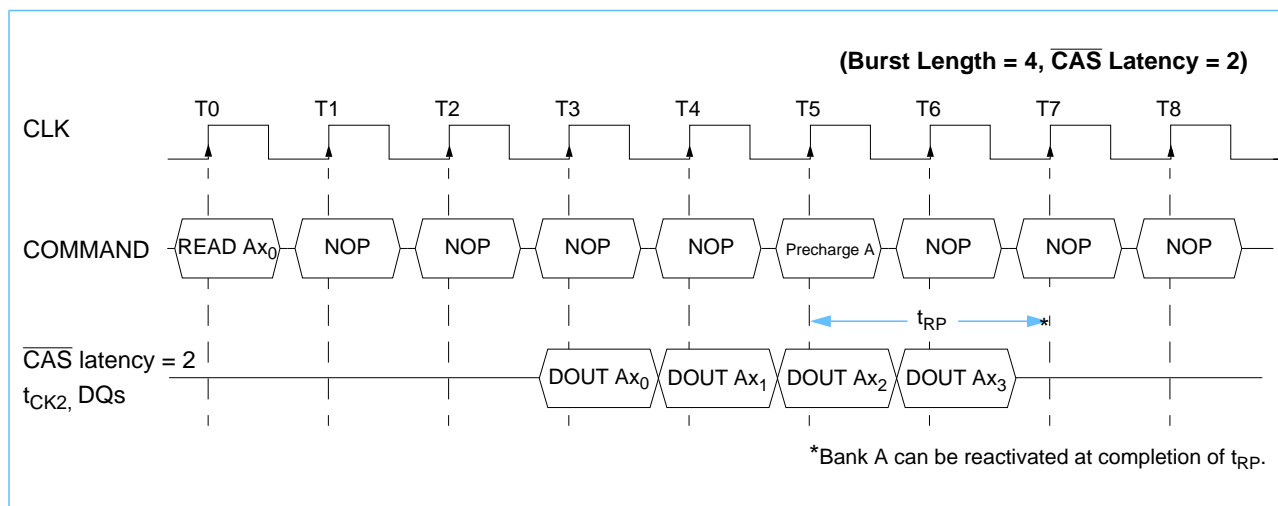 (Burst Length = 4, CAS Latency = 2)
T0 T1 T2 T3 T4 T5 T6 T7 T8
CLK
COMMAND READ Ax0 NOP NOP NOP NOP Precharge A NOP NOP NOP
tRP *
CAS latency = 2
tCK2, DQs
DOUT Ax0 DOUT Ax1 DOUT Ax2 DOUT Ax3
*Bank A can be reactivated at completion of tRP.